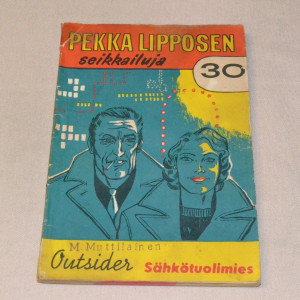 PEKKA LIPPOSEN
seikkailuja
30
M. Muttilainen
Outsider Sähkötuolimies